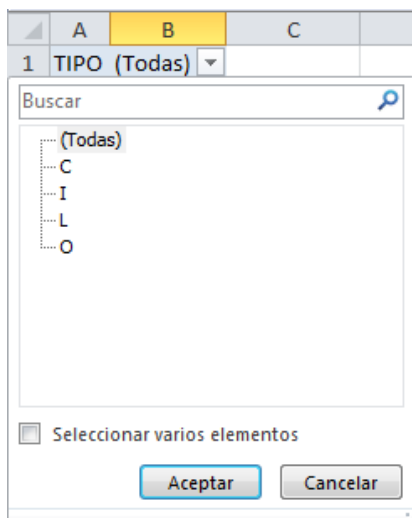 A B C
1 TIPO (Todas)
Buscar
(Todas)
C
I
L
O
Seleccionar varios elementos
Aceptar Cancelar